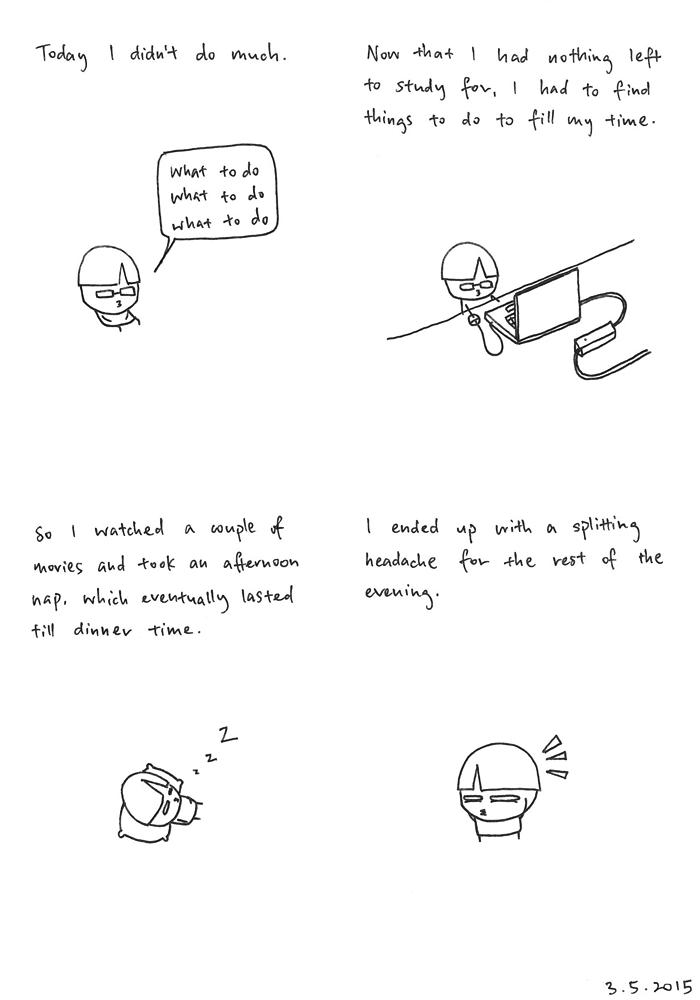 Today I didn't do much.
What to do
what to do
what to do
Now that I had nothing left
to study for, I had to find
things to do to fill my time.
So I watched a couple of
movies and took an afternoon
nap, which eventually lasted
till dinner time.
z z Z
I ended up with a splitting
headache for the rest of the
evening.
3.5.2015